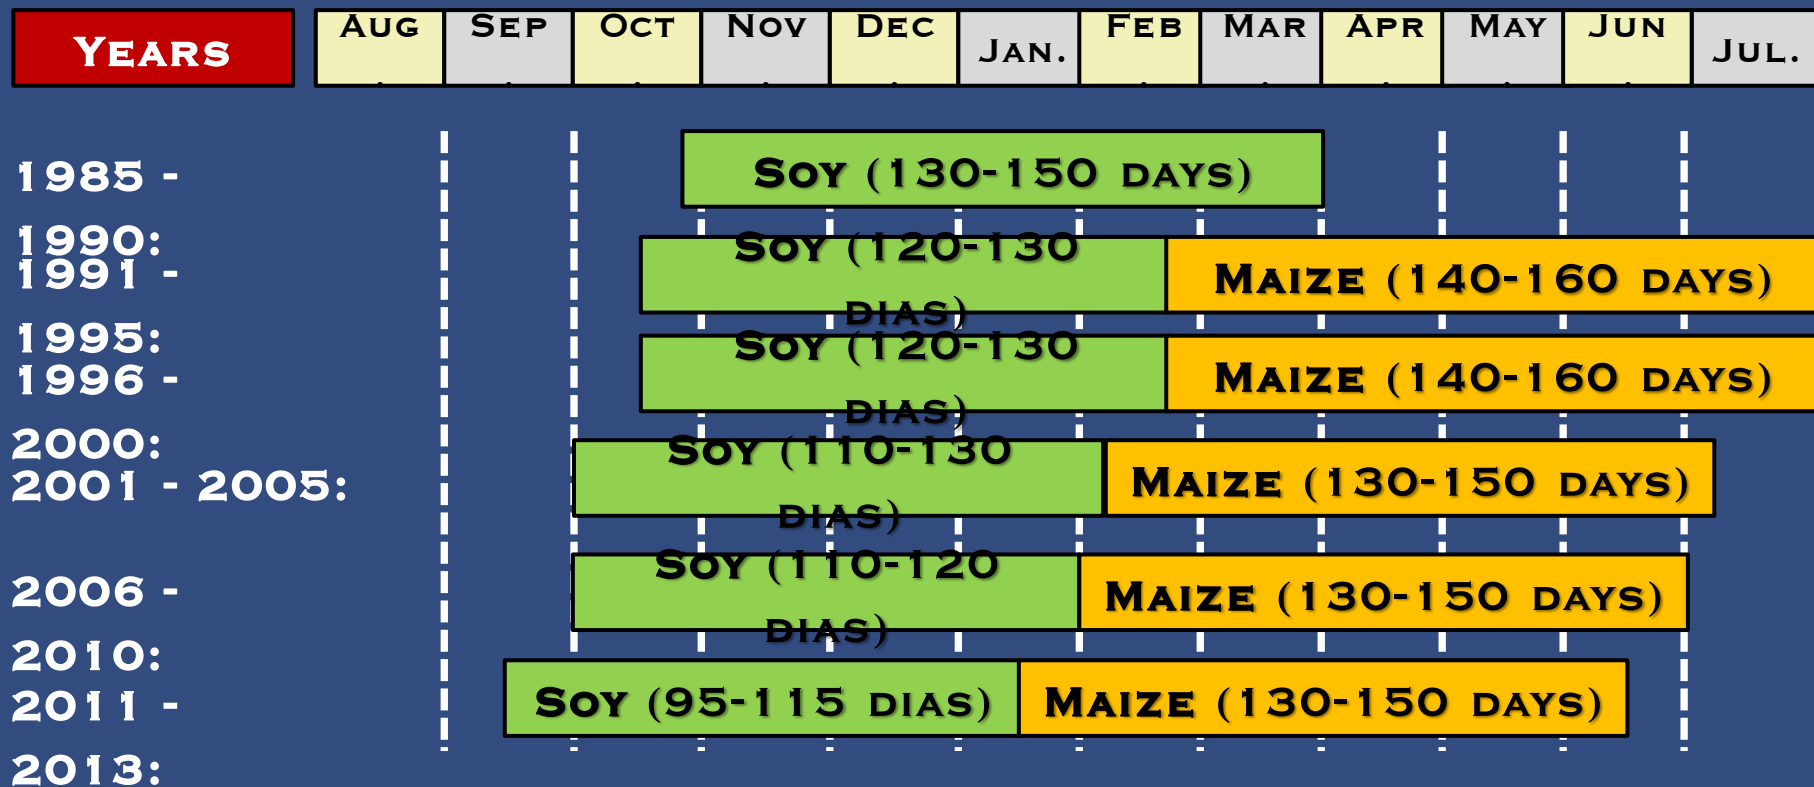 Years
Aug. Sep. Oct. Nov. Dec. Jan. Feb. Mar. Apr. May. Jun. Jul.
1985 -
1990:
Soy (130-150 days)
1991 -
1995:
Soy (120-130
dias)
Maize (140-160 days)
1996 -
2000:
Soy (120-130
dias)
Maize (140-160 days)
2001 - 2005:
Soy (110-130
dias)
Maize (130-150 days)
2006 -
2010:
Soy (110-120
dias)
Maize (130-150 days)
2011 -
2013:
Soy (95-115 dias)
Maize (130-150 days)